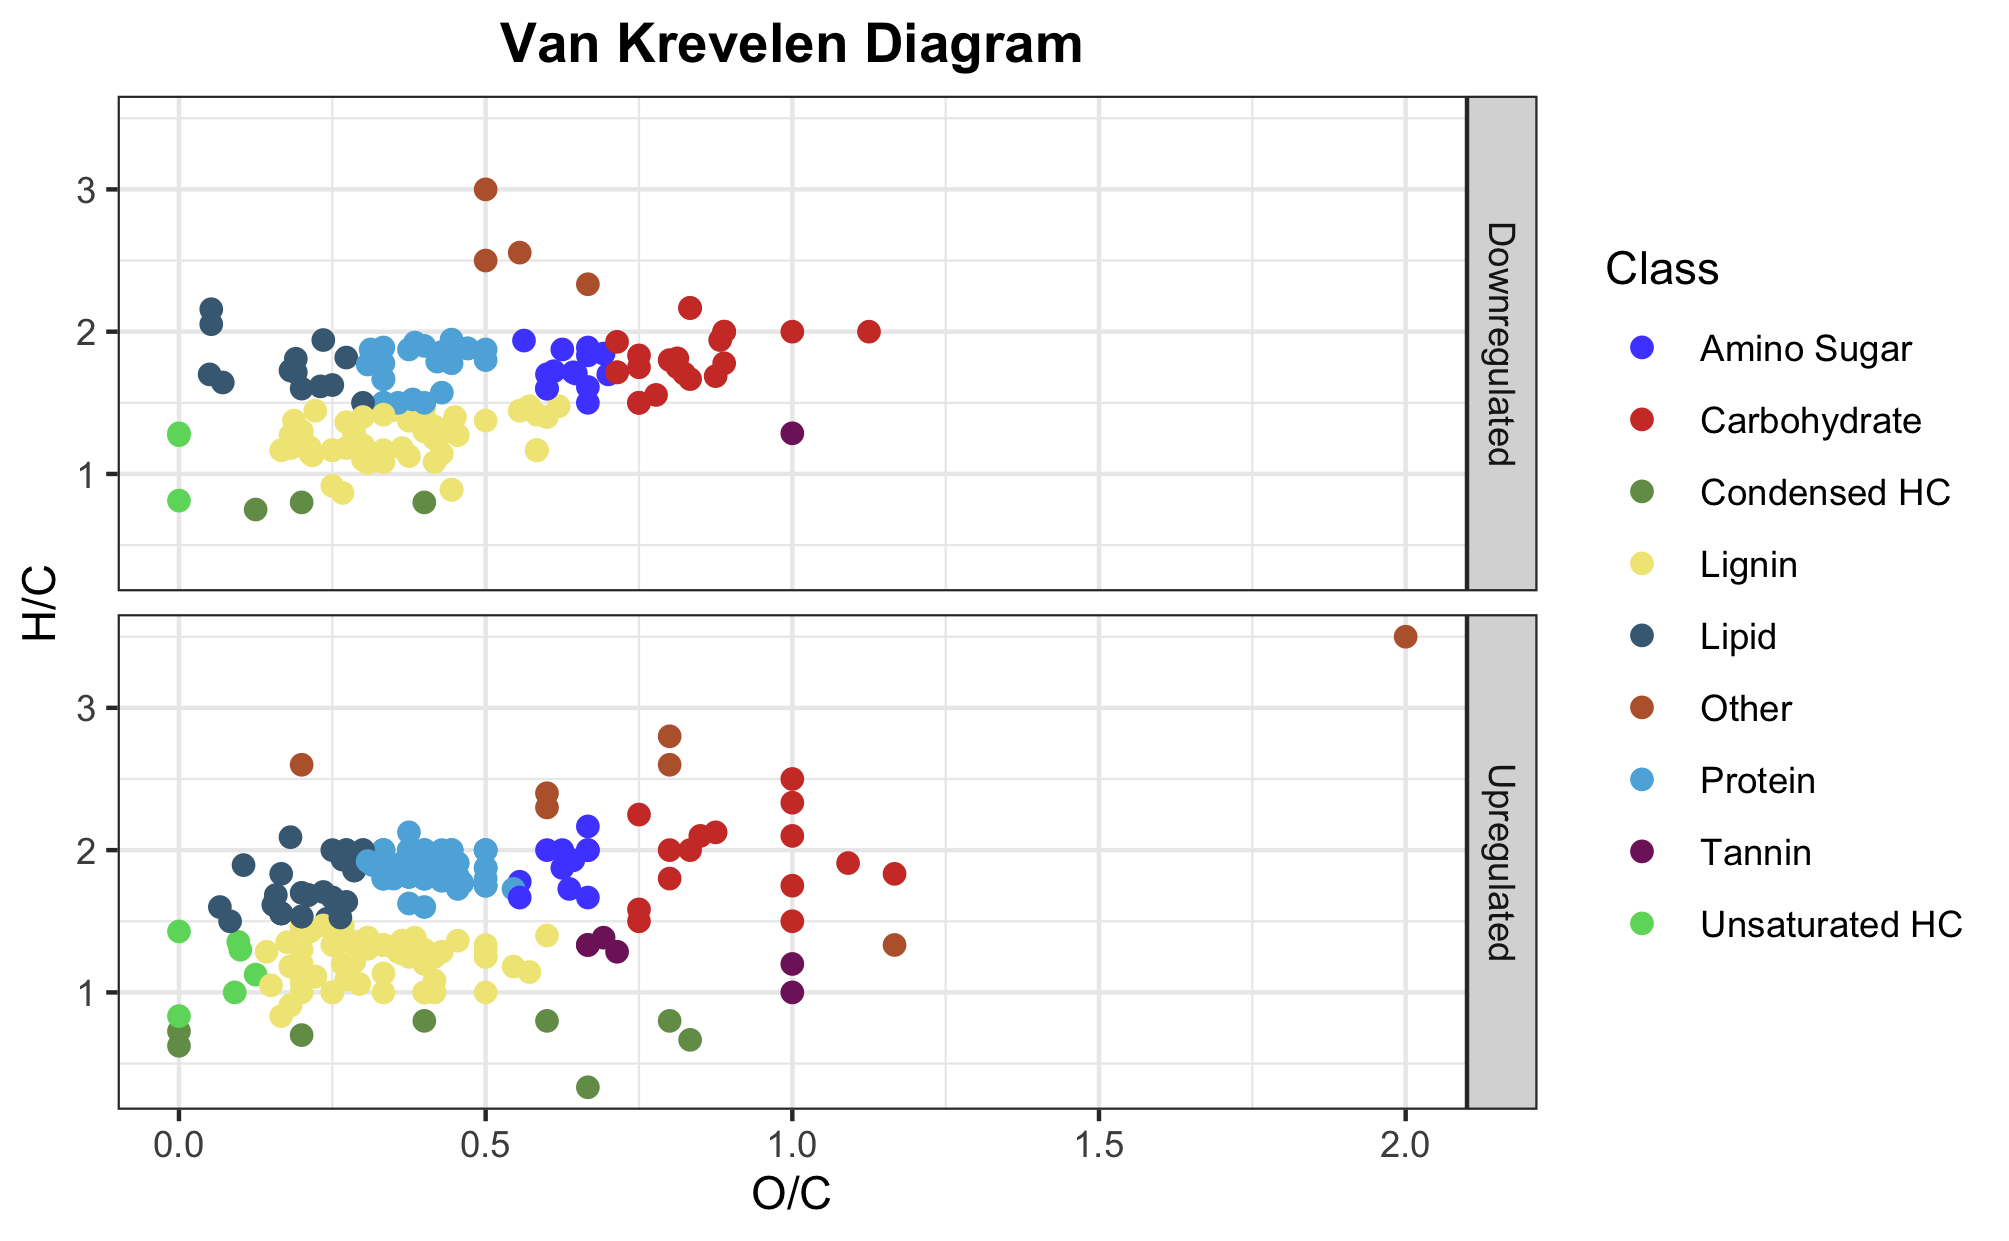 Van Krevelen Diagram
H/C
3
2
1
Downregulated
3
2
1
Upregulated
0.0 0.5 1.0 1.5 2.0
O/C
Class
Amino Sugar
Carbohydrate
Condensed HC
Lignin
Lipid
Other
Protein
Tannin
Unsaturated HC